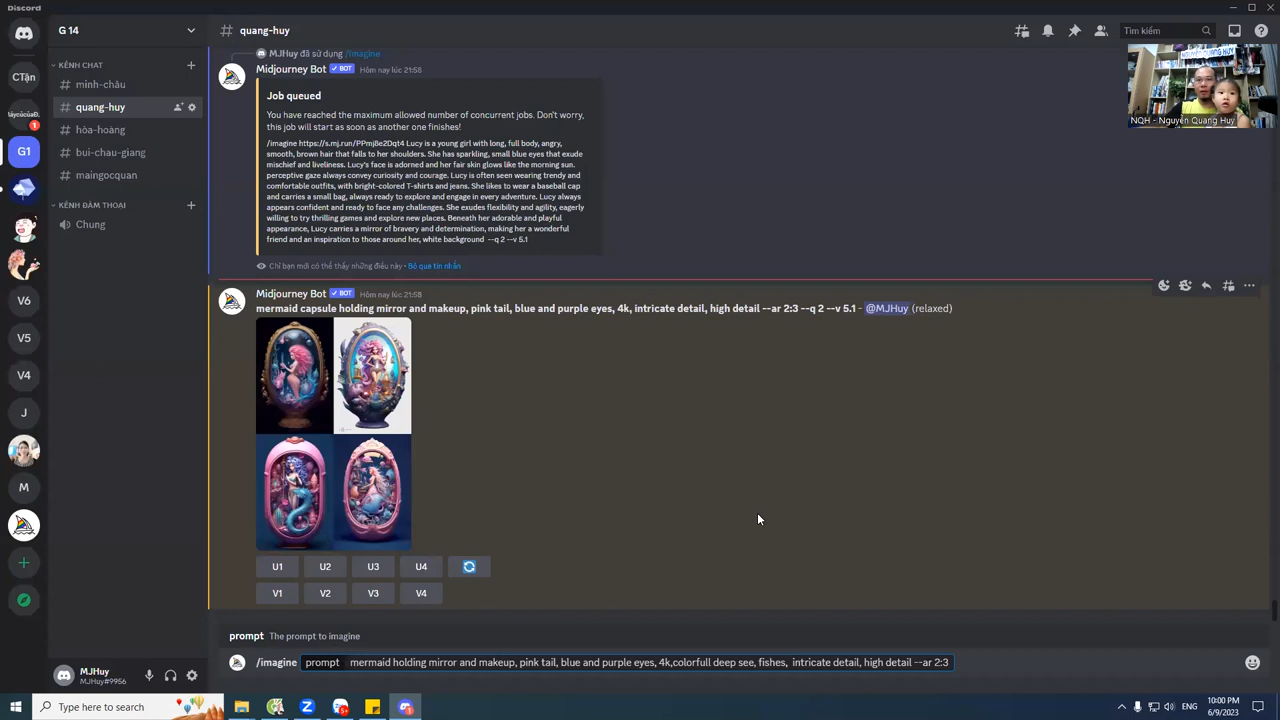 Discord
G 14
# quang-huy
Tìm kiếm
KÊNH CHAT
minh-châu
quang-huy
hòa-hoàng
bui-chau-giang
maingocquan
KÊNH ĐÀM THOẠI
Chung
CTạn
1
G1
V6
V5
V4
J
M
MJHuy đã sử dụng /imagine
Midjourney Bot BOT Hôm nay lúc 21:58
Job queued
You have reached the maximum allowed number of concurrent jobs. Don't worry,
this job will start as soon as another one finishes!
/imagine https://s.mj.run/PPmj8e2Dqt4 Lucy is a young girl with long, full body, angry,
smooth, brown hair that falls to her shoulders. She has sparkling, small blue eyes that exude
mischief and liveliness. Lucy's face is adorned and her fair skin glows like the morning sun.
perceptive gaze always convey curiosity and courage. Lucy is often seen wearing trendy and
comfortable outfits, with bright-colored T-shirts and jeans. She likes to wear a baseball cap
and carries a small bag, always ready to explore and engage in every adventure. Lucy always
appears confident and ready to face any challenges. She exudes flexibility and agility, eagerly
willing to try thrilling games and explore new places. Beneath her adorable and playful
appearance, Lucy carries a mirror of bravery and determination, making her a wonderful
friend and an inspiration to those around her, white background --q 2 --v 5.1
Chỉ bạn mới có thể thấy những điều này • Bỏ qua tin nhắn
Midjourney Bot BOT Hôm nay lúc 21:58
mermaid capsule holding mirror and makeup, pink tail, blue and purple eyes, 4k, intricate detail, high detail --ar 2:3 --q 2 --v 5.1 - @MJHuy (relaxed)
U1 U2 U3 U4
V1 V2 V3 V4
prompt The prompt to imagine
/imagine prompt mermaid holding mirror and makeup, pink tail, blue and purple eyes, 4k,colorfull deep see, fishes, intricate detail, high detail --ar 2:3
MJHuy
MJHuy#9956
NGUYỄN QUANG HUY
NQH - Nguyễn Quang Huy
Type here to search
5+
1
ENG
10:00 PM
6/9/2023